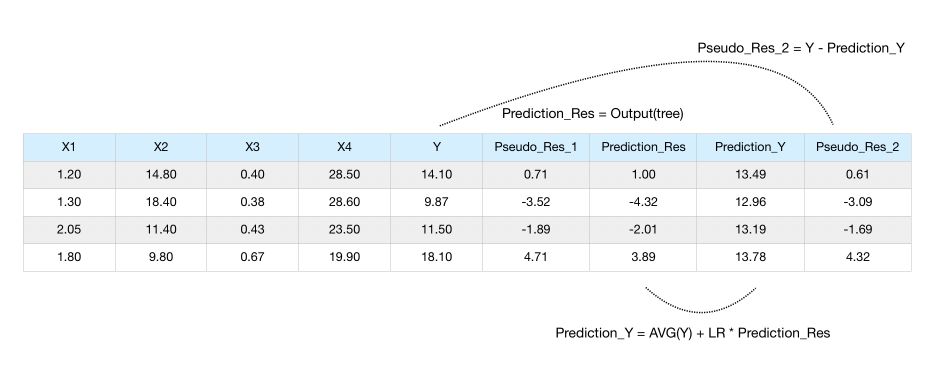 Pseudo_Res_2 = Y - Prediction_Y
Prediction_Res = Output(tree)
X1 X2 X3 X4 Y Pseudo_Res_1 Prediction_Res Prediction_Y Pseudo_Res_2
1.20 14.80 0.40 28.50 14.10 0.71 1.00 13.49 0.61
1.30 18.40 0.38 28.60 9.87 -3.52 -4.32 12.96 -3.09
2.05 11.40 0.43 23.50 11.50 -1.89 -2.01 13.19 -1.69
1.80 9.80 0.67 19.90 18.10 4.71 3.89 13.78 4.32
Prediction_Y = AVG(Y) + LR * Prediction_Res